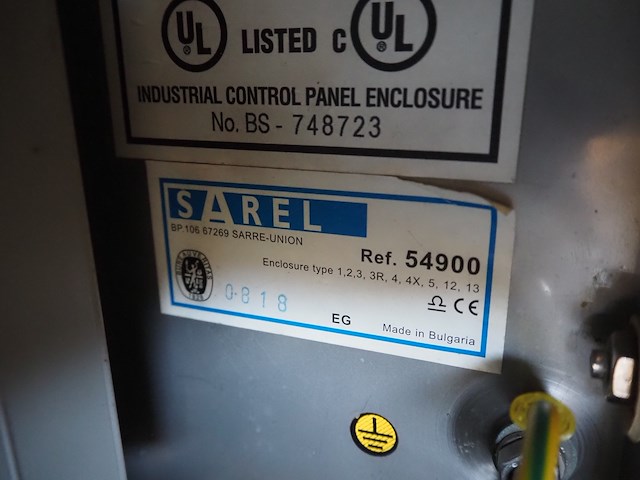 UL UL
LISTED C
INDUSTRIAL CONTROL PANEL ENCLOSURE
No. BS - 748723
SAREL
BP.106 67269 SARRE-UNION
Ref. 54900
Enclosure type 1,2,3, 3R, 4, 4X, 5, 12, 13
0-818
CE
EG
Made in Bulgaria